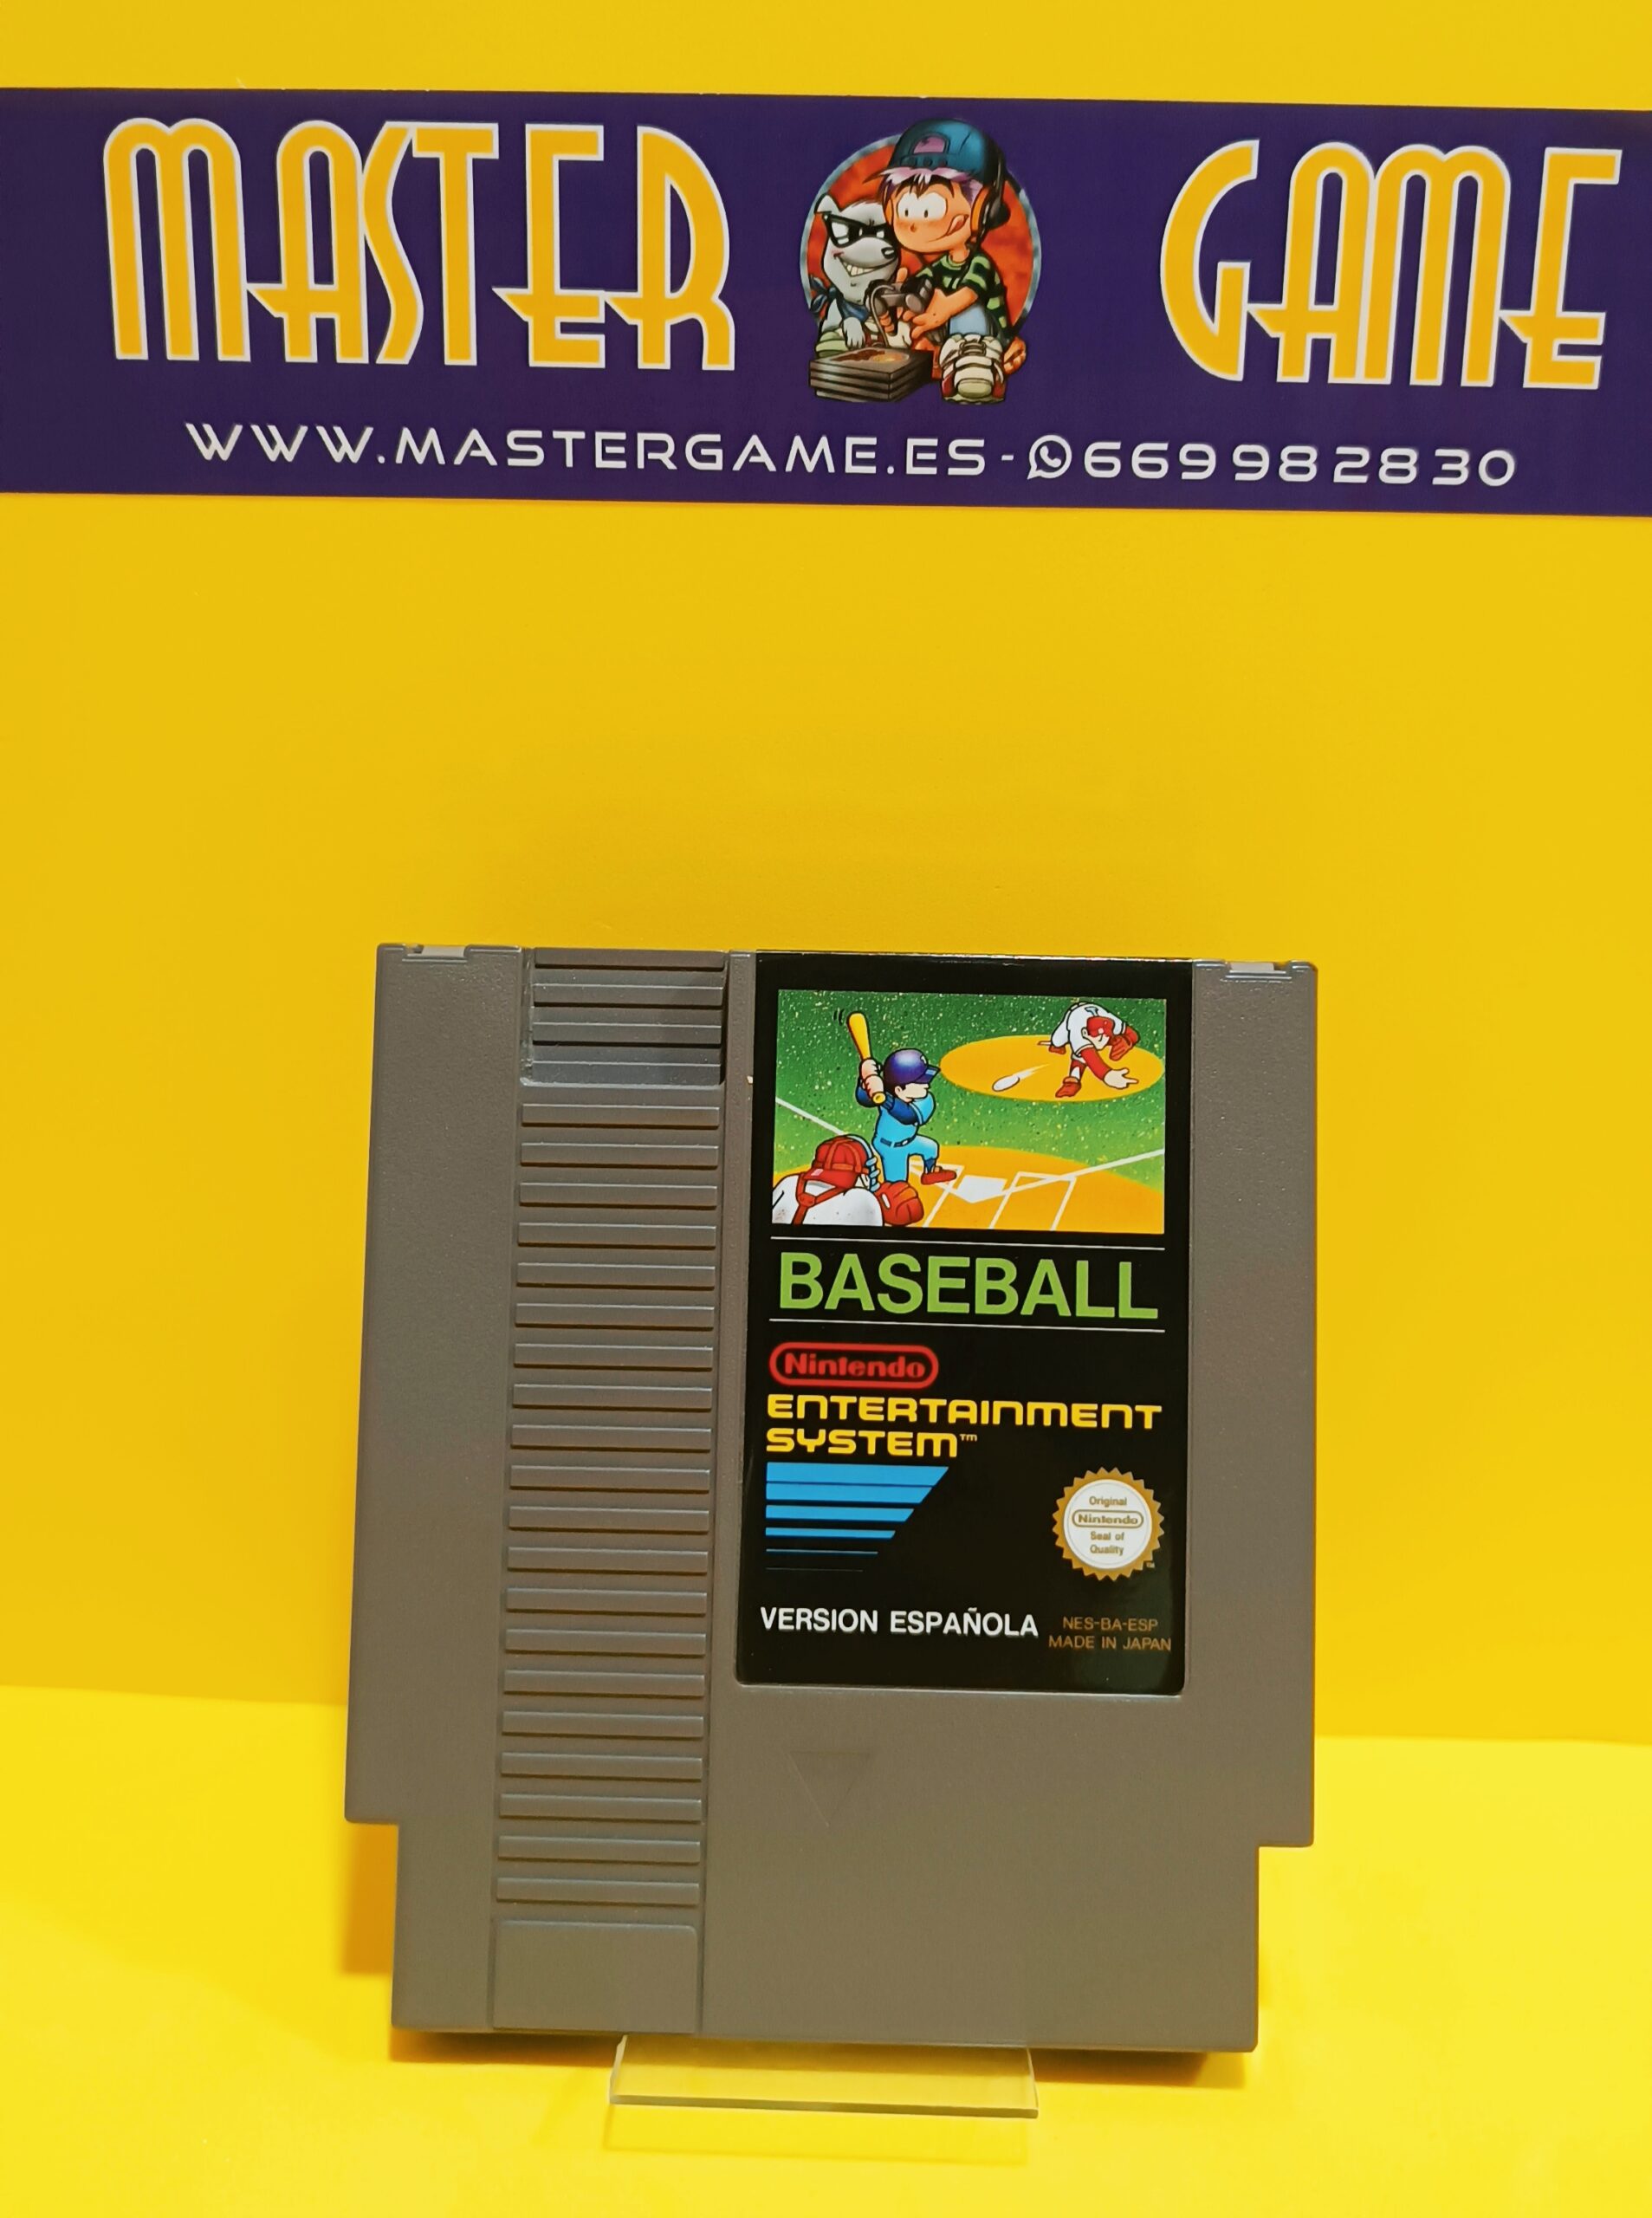 MASTER GAME
WWW.MASTERGAME.ES - 669982830
BASEBALL
Nintendo
ENTERTAINMENT
SYSTEM™
Original
Nintendo
Seal of
Quality
TM
VERSION ESPAÑOLA
NES-BA-ESP
MADE IN JAPAN